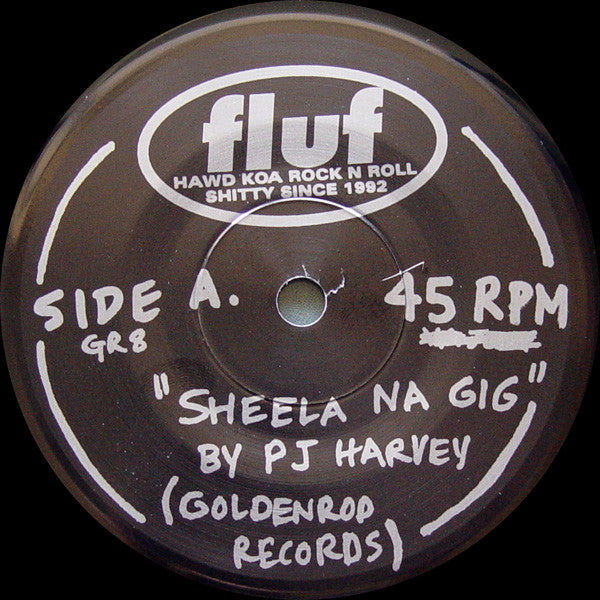 fluf
HAWD KOA ROCK N ROLL
SHITTY SINCE 1992
SIDE A. 45 RPM
GR8
"SHEELA NA GIG"
BY PJ HARVEY
(GOLDENROD
RECORDS)